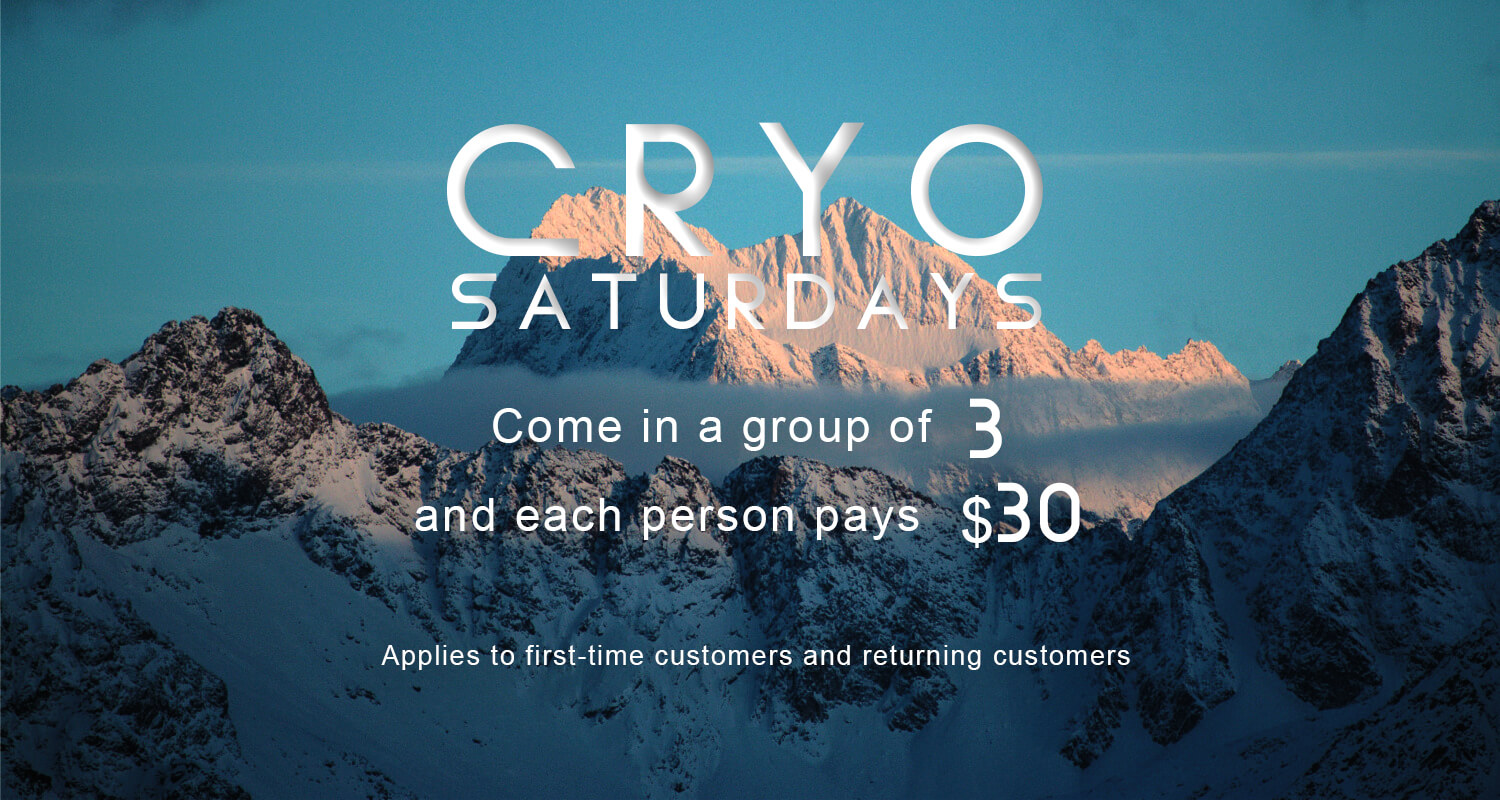 CRYO
SATURDAYS
Come in a group of 3
and each person pays $30
Applies to first-time customers and returning customers